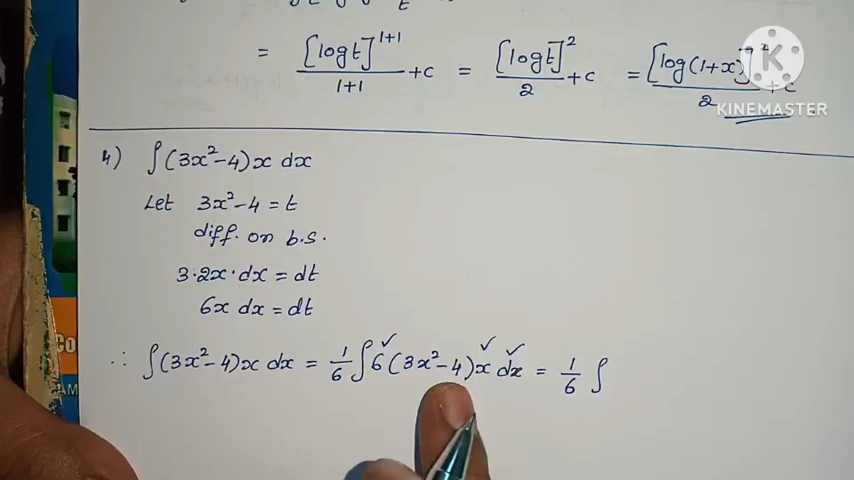 = [log t]^{1+1} / 1+1 + c = [log t]^2 / 2 + c = [log(1+x)]^2 / 2 + c
KINEMASTER
4) ∫(3x²-4)x dx
Let 3x²-4 = t
diff. on b.s.
3·2x·dx = dt
6x dx = dt
∴ ∫(3x²-4)x dx = 1/6 ∫6(3x²-4)x dx = 1/6 ∫